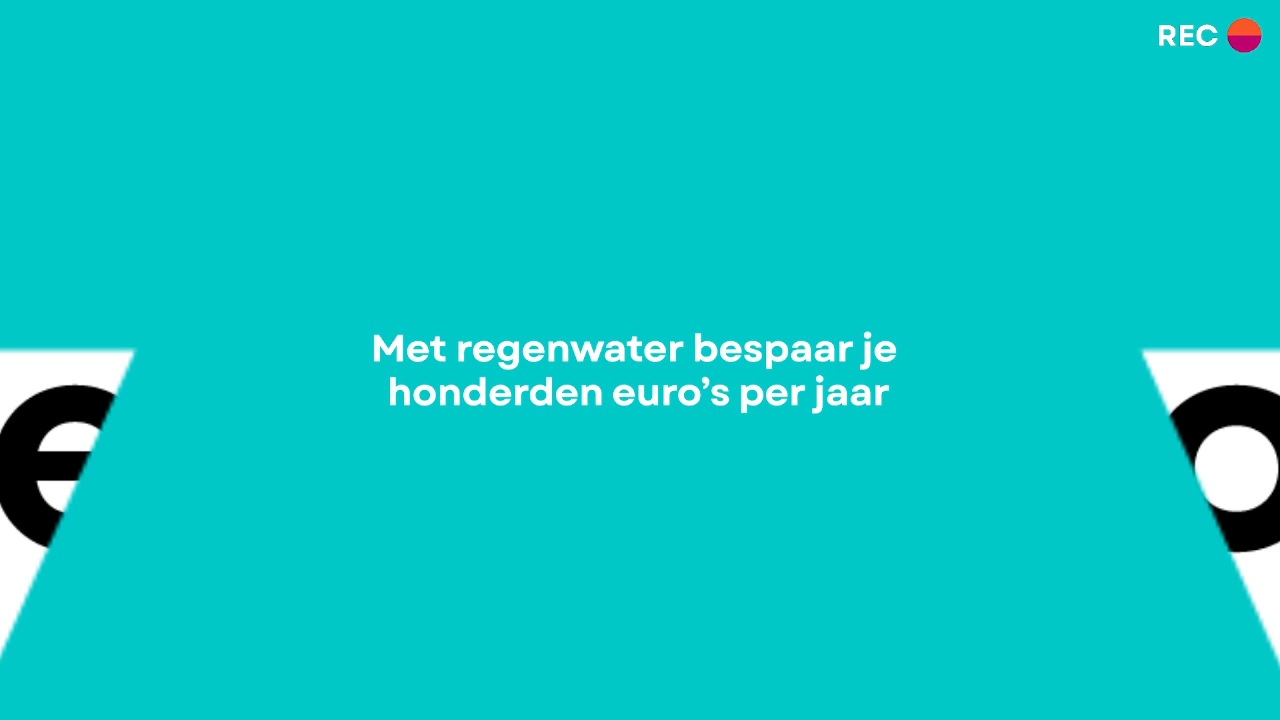 REC
Met regenwater bespaar je
honderden euro’s per jaar
e
o